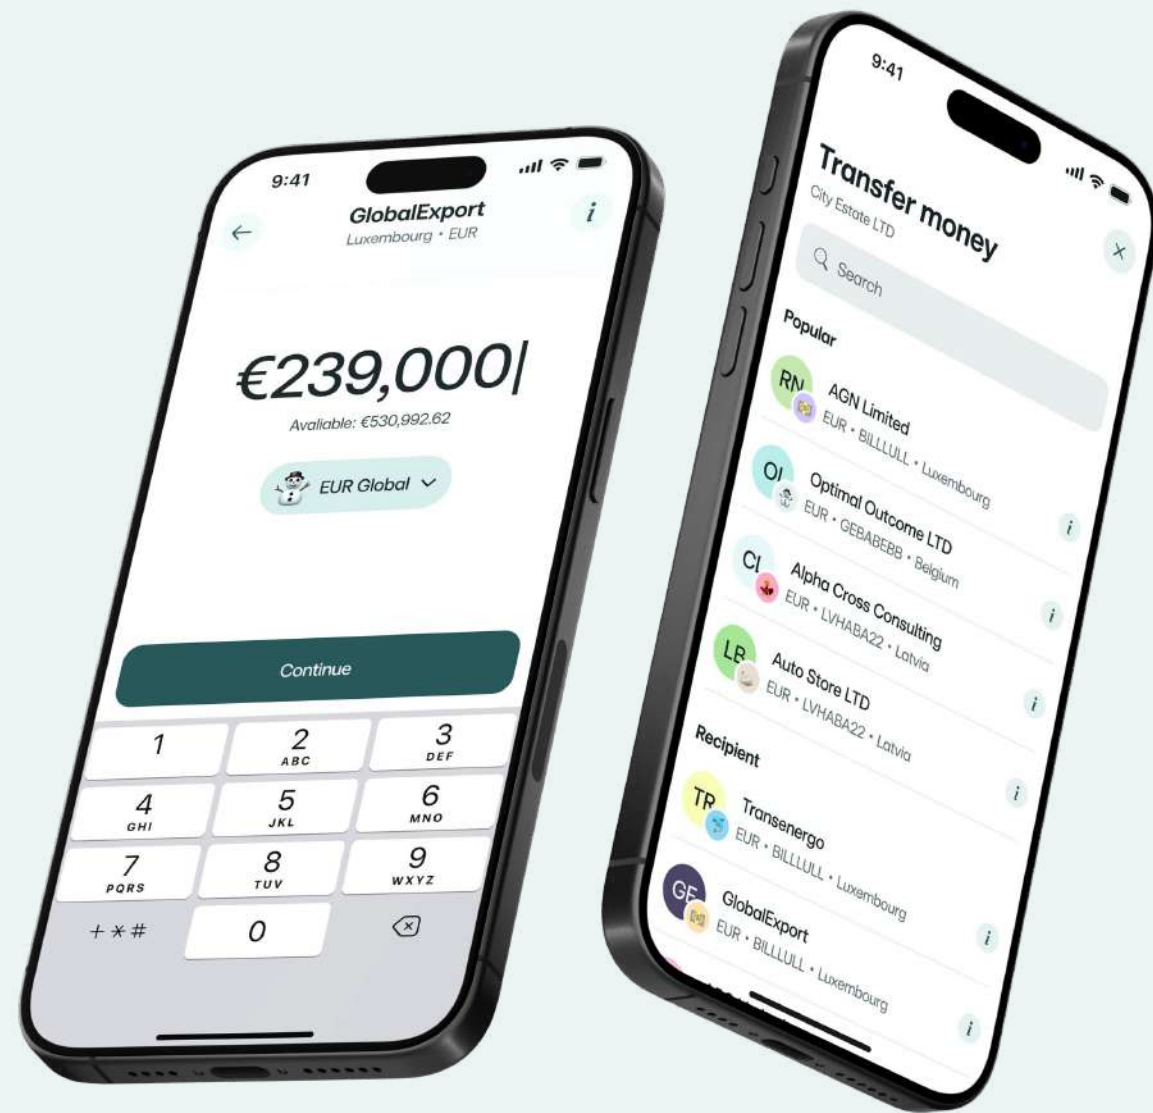 9:41
GlobalExport
Luxembourg • EUR
i
€239,000
Avaliable: €530,992.62
EUR Global
Continue
1
2
ABC
3
DEF
4
GHI
5
JKL
6
MNO
7
PQRS
8
TUV
9
WXYZ
+*#
0
9:41
Transfer money
City Estate LTD
Search
Popular
RN
AGN Limited
EUR • BILLLULL • Luxembourg
i
OL
Optimal Outcome LTD
EUR • GEBABEBB • Belgium
i
CL
Alpha Cross Consulting
EUR • LVHABA22 • Latvia
i
LB
Auto Store LTD
EUR • LVHABA22 • Latvia
i
Recipient
TR
Transenergo
EUR • BILLLULL • Luxembourg
i
GE
GlobalExport
EUR • BILLLULL • Luxembourg
i